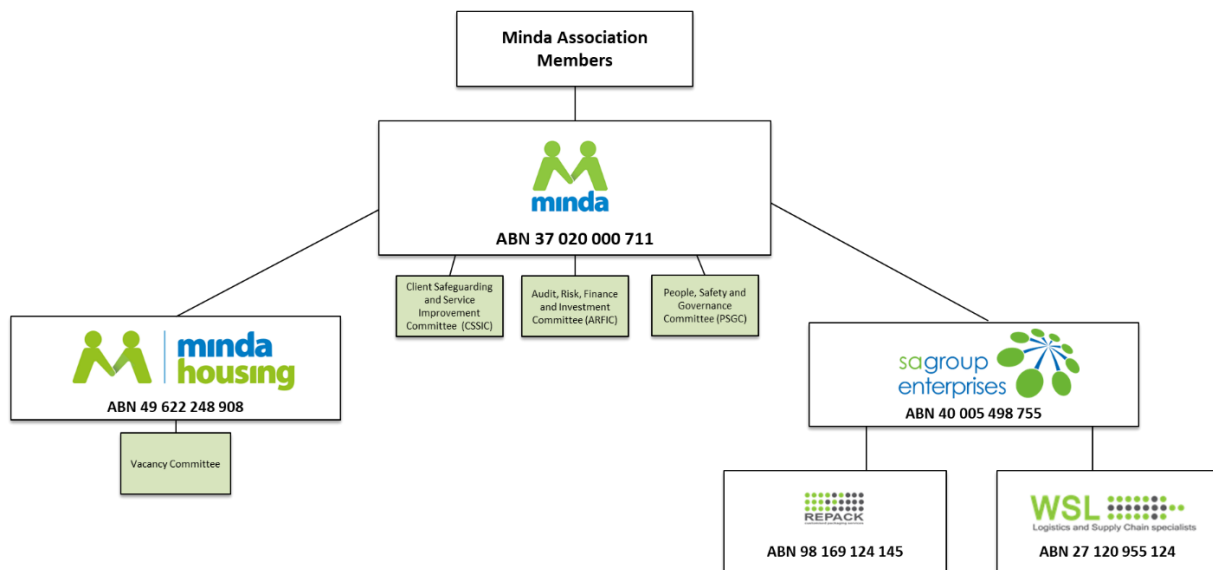 Minda Association
Members
minda
ABN 37 020 000 711
Client Safeguarding
and Service
Improvement
Committee (CSSIC)
Audit, Risk, Finance
and Investment
Committee (ARFIC)
People, Safety and
Governance
Committee (PSGC)
minda
housing
ABN 49 622 248 908
Vacancy Committee
sagroup
enterprises
ABN 40 005 498 755
REPACK
ABN 98 169 124 145
WSL
Logistics and Supply Chain specialists
ABN 27 120 955 124